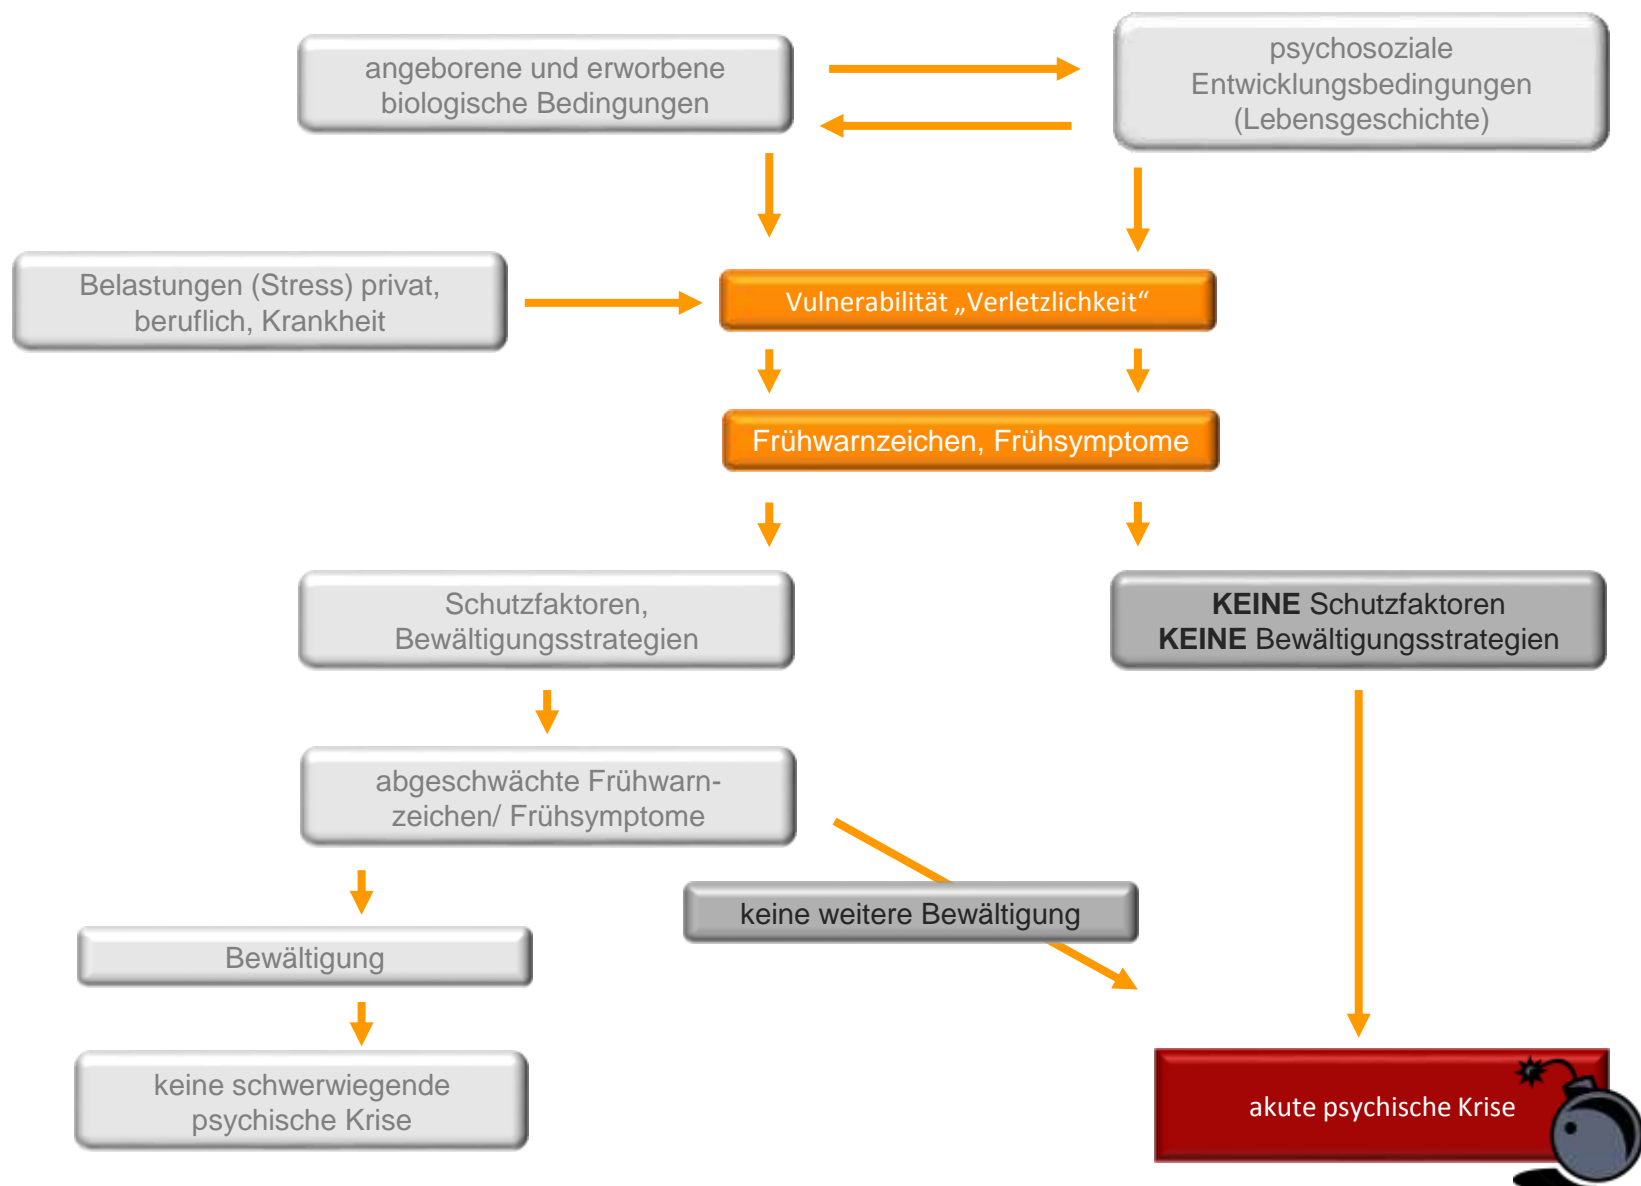 angeborene und erworbene
biologische Bedingungen
psychosoziale
Entwicklungsbedingungen
(Lebensgeschichte)
Belastungen (Stress) privat,
beruflich, Krankheit
Vulnerabilität „Verletzlichkeit“
Frühwarnzeichen, Frühsymptome
Schutzfaktoren,
Bewältigungsstrategien
KEINE Schutzfaktoren
KEINE Bewältigungsstrategien
abgeschwächte Frühwarn-
zeichen/ Frühsymptome
keine weitere Bewältigung
Bewältigung
keine schwerwiegende
psychische Krise
akute psychische Krise